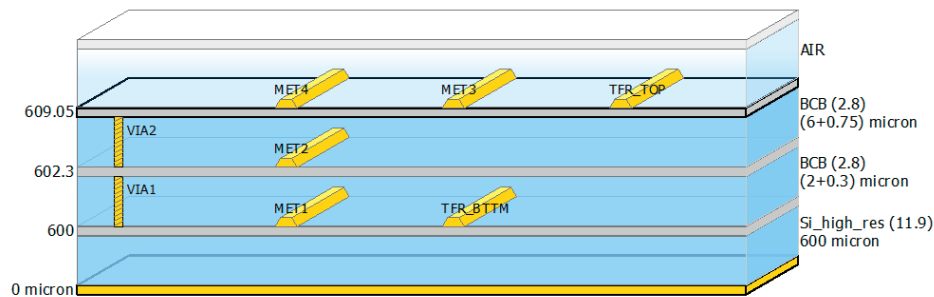 AIR
MET4
MET3
TFR_TOP
609.05
BCB (2.8)
(6+0.75) micron
VIA2
MET2
602.3
BCB (2.8)
(2+0.3) micron
VIA1
MET1
TFR_BTTM
600
Si_high_res (11.9)
600 micron
0 micron